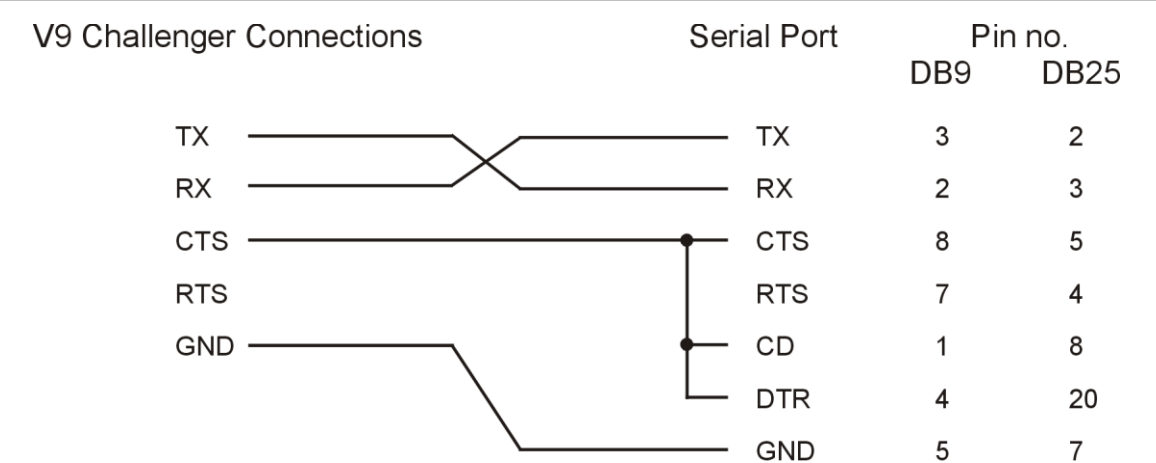 V9 Challenger Connections Serial Port Pin no.
DB9 DB25
TX TX 3 2
RX RX 2 3
CTS CTS 8 5
RTS RTS 7 4
GND CD 1 8
DTR 4 20
GND 5 7